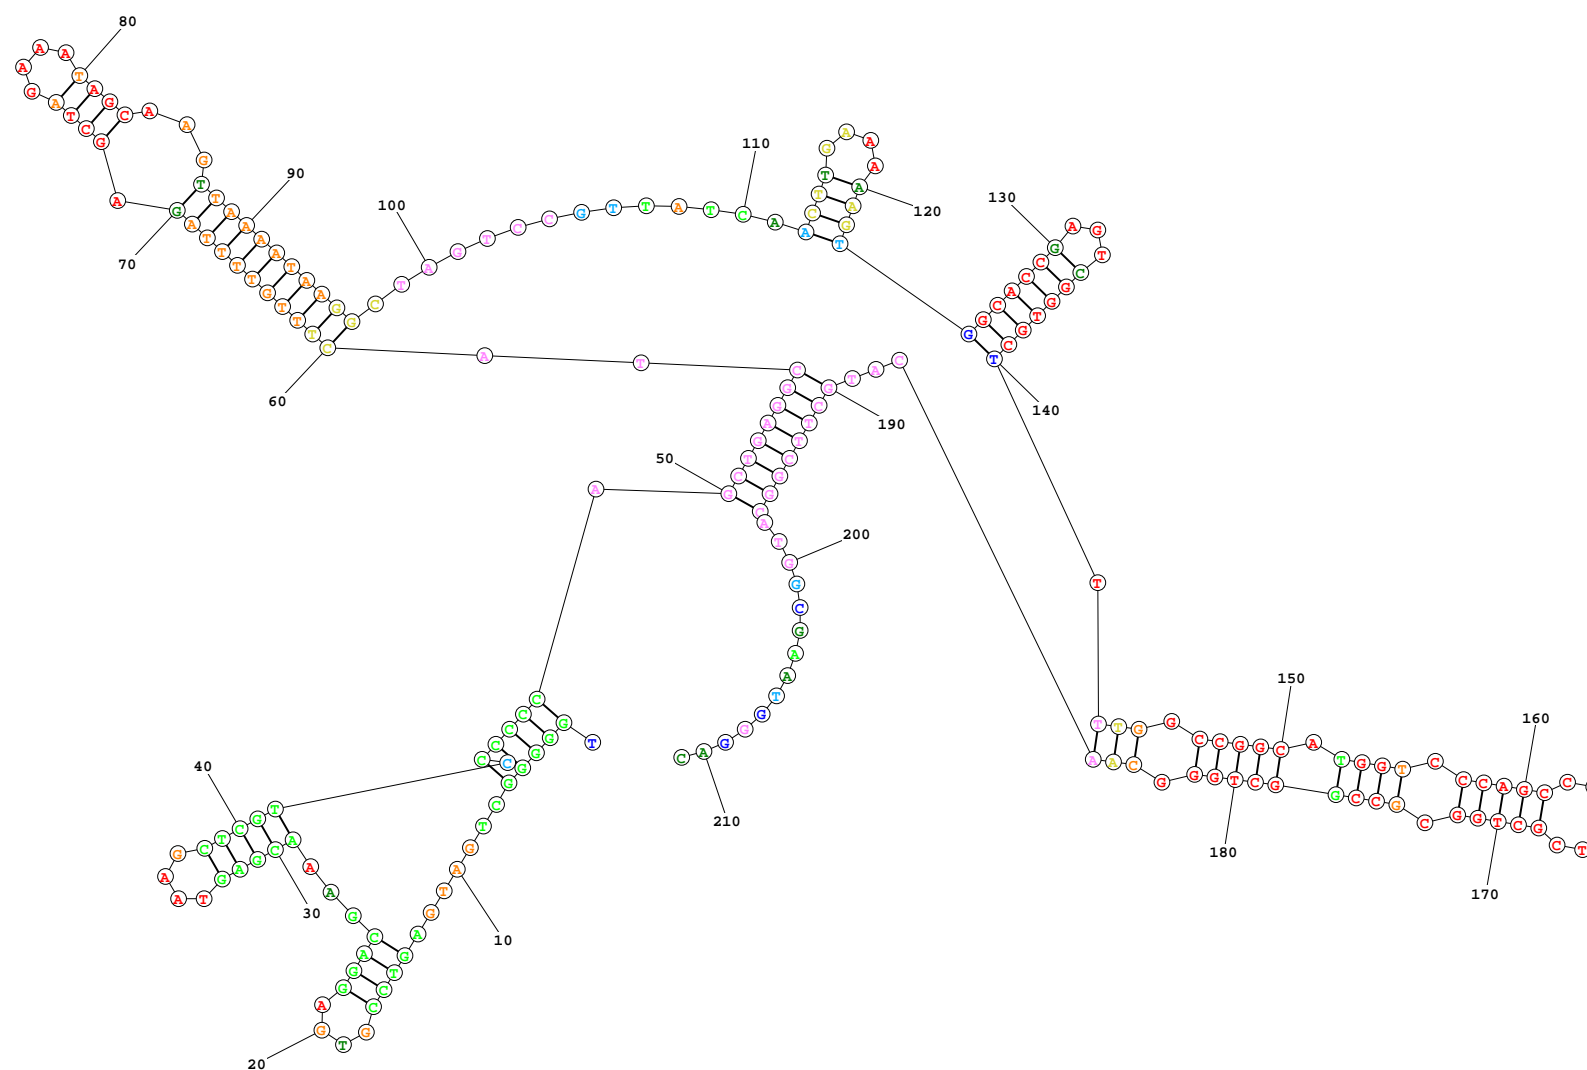 T G G G G G C T G A
10
T G A G T C C G T G
20
A G G A C G A A A C
30
G A G T A A G C T C
40
G T C C C C C C A G
50
C T G A G G C T A C
60
T T T G T T T T A G
70
A G C T A G A A A T
80
A G C A A G T T A A
90
A A T A A G G C T A
100
G T C C G T T A T C
110
A A C T T G A A A A
120
A G T G G C A C C G
130
A G T C G G T G C T
140
T T T G G C C G G C
150
A T G G T C C C A G
160
C C
T C G C T
170
G G C G C C G G C T
180
G G G C A A C A T G
190
C T T C G G C A T G
200
G C G A A T G G G A
210
C